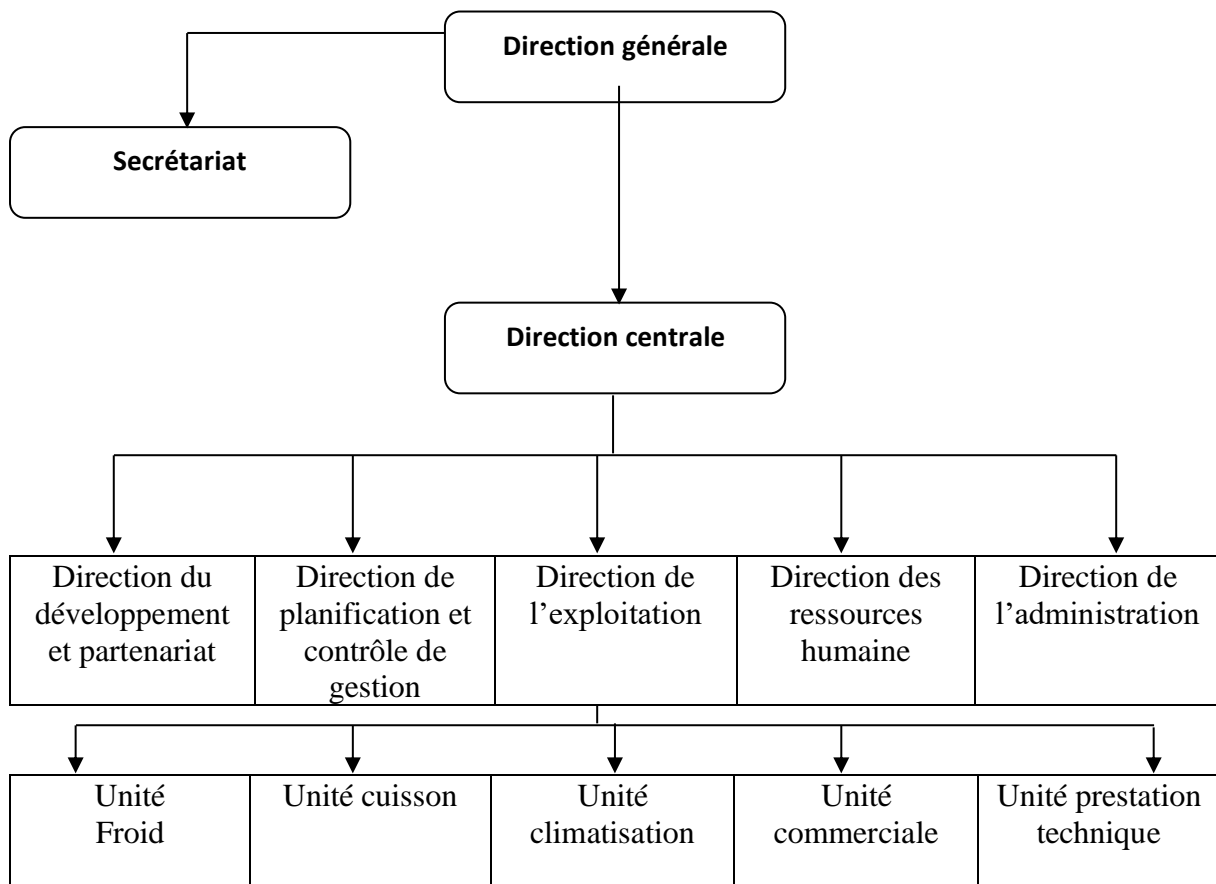 Direction générale
Secrétariat
Direction centrale
Direction du
développement
et partenariat
Direction de
planification et
contrôle de
gestion
Direction de
l’exploitation
Direction des
ressources
humaine
Direction de
l’administration
Unité
Froid
Unité cuisson
Unité
climatisation
Unité
commerciale
Unité prestation
technique